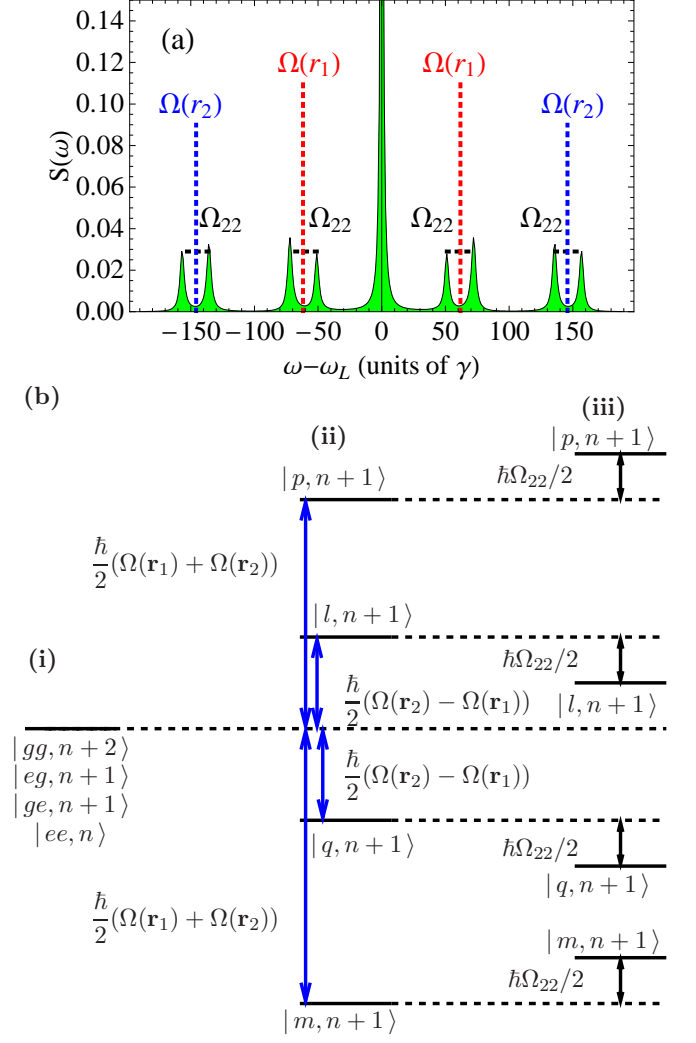 (a)
Ω(r₂)
Ω(r₁)
Ω(r₁)
Ω(r₂)
Ω₂₂
Ω₂₂
Ω₂₂
Ω₂₂
S(ω)
0.14
0.12
0.10
0.08
0.06
0.04
0.02
0.00
−150 −100 −50 0 50 100 150
ω−ω_L (units of γ)
(b)
(i)
| gg, n + 2⟩
| eg, n + 1⟩
| ge, n + 1⟩
| ee, n⟩
(ii)
| p, n + 1⟩
ħ/2 (Ω(r₁) + Ω(r₂))
| l, n + 1⟩
ħ/2 (Ω(r₂) − Ω(r₁))
ħ/2 (Ω(r₂) − Ω(r₁))
| q, n + 1⟩
ħ/2 (Ω(r₁) + Ω(r₂))
| m, n + 1⟩
(iii)
| p, n + 1⟩
ħΩ₂₂/2
ħΩ₂₂/2
| l, n + 1⟩
ħΩ₂₂/2
| q, n + 1⟩
| m, n + 1⟩
ħΩ₂₂/2